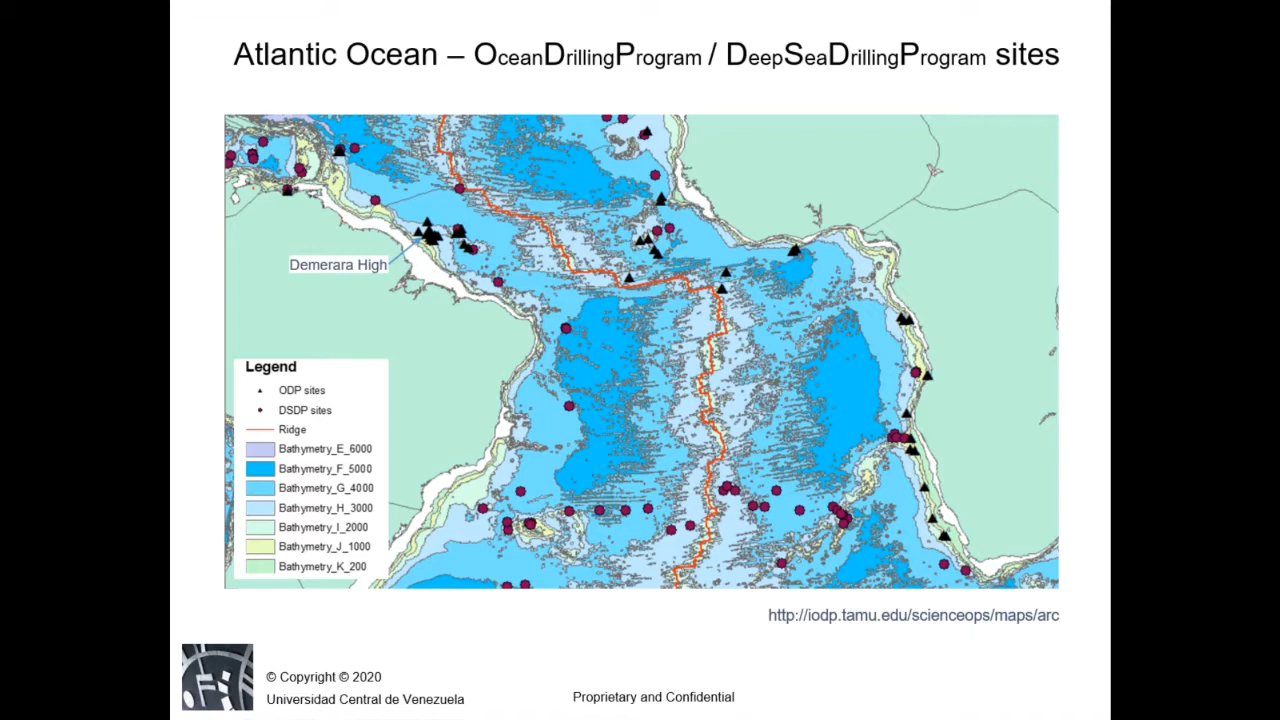 Atlantic Ocean – OceanDrillingProgram / DeepSeaDrillingProgram sites
Demerara High
Legend
ODP sites
DSDP sites
Ridge
Bathymetry_E_6000
Bathymetry_F_5000
Bathymetry_G_4000
Bathymetry_H_3000
Bathymetry_I_2000
Bathymetry_J_1000
Bathymetry_K_200
http://iodp.tamu.edu/scienceops/maps/arc
© Copyright © 2020
Universidad Central de Venezuela
Proprietary and Confidential